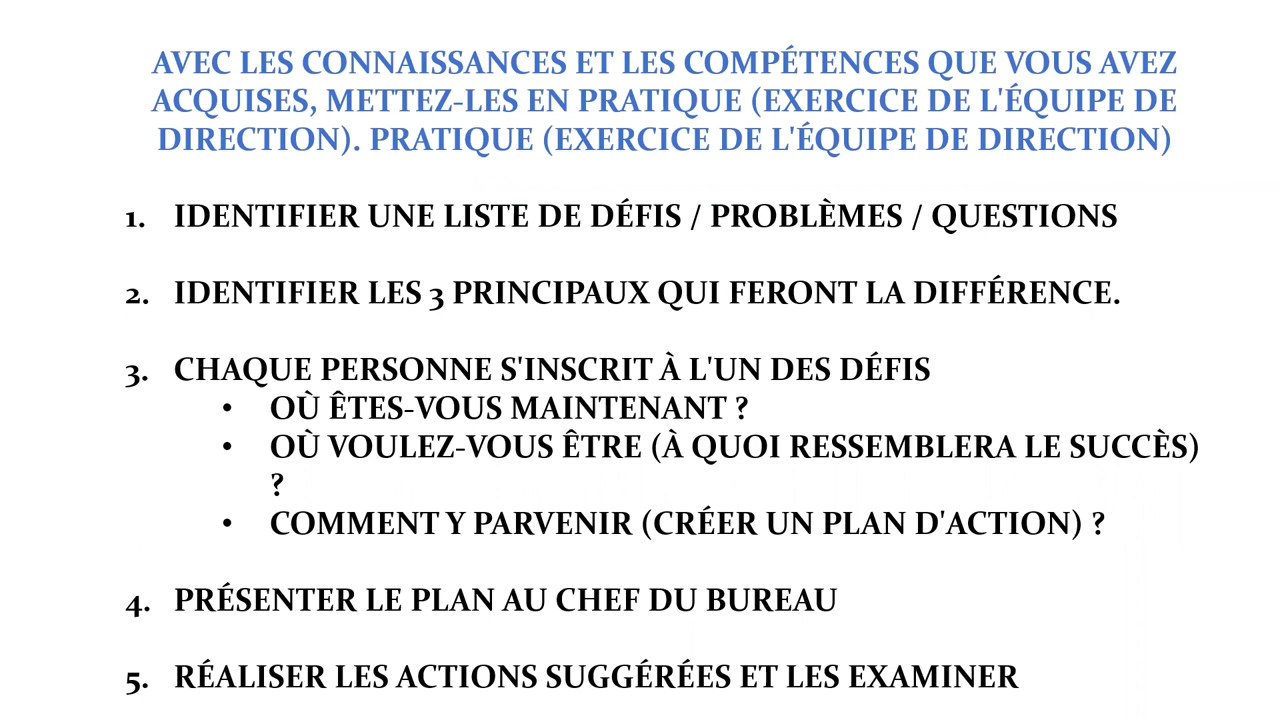 AVEC LES CONNAISSANCES ET LES COMPÉTENCES QUE VOUS AVEZ
ACQUISES, METTEZ-LES EN PRATIQUE (EXERCICE DE L'ÉQUIPE DE
DIRECTION). PRATIQUE (EXERCICE DE L'ÉQUIPE DE DIRECTION)
1. IDENTIFIER UNE LISTE DE DÉFIS / PROBLÈMES / QUESTIONS
2. IDENTIFIER LES 3 PRINCIPAUX QUI FERONT LA DIFFÉRENCE.
3. CHAQUE PERSONNE S'INSCRIT À L'UN DES DÉFIS
• OÙ ÊTES-VOUS MAINTENANT ?
• OÙ VOULEZ-VOUS ÊTRE (À QUOI RESSEMBLERA LE SUCCÈS)
?
• COMMENT Y PARVENIR (CRÉER UN PLAN D'ACTION) ?
4. PRÉSENTER LE PLAN AU CHEF DU BUREAU
5. RÉALISER LES ACTIONS SUGGÉRÉES ET LES EXAMINER